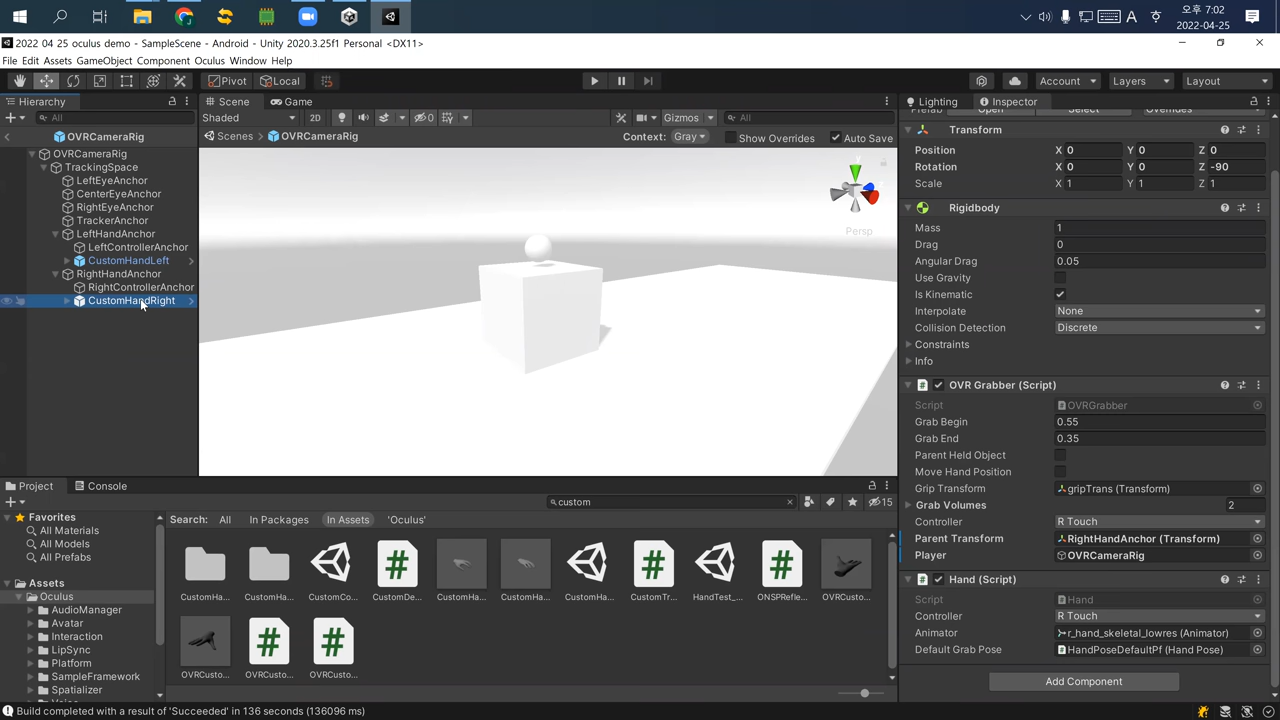 오후 7:02
A
2022-04-25
2022 04 25 oculus demo - SampleScene - Android - Unity 2020.3.25f1 Personal <DX11>
File Edit Assets GameObject Component Oculus Window Help
Pivot Local Account Layers Layout
Hierarchy Scene Game Lighting Inspector
All Shaded 2D 0 Gizmos All
OVRCameraRig Scenes OVRCameraRig Context: Gray Show Overrides Auto Save
OVRCameraRig
TrackingSpace
LeftEyeAnchor
CenterEyeAnchor
RightEyeAnchor
TrackerAnchor
LeftHandAnchor
LeftControllerAnchor
CustomHandLeft
RightHandAnchor
RightControllerAnchor
CustomHandRight
y
Persp
Prefab Open Select Overrides
Transform
Position X 0 Y 0 Z 0
Rotation X 0 Y 0 Z -90
Scale X 1 Y 1 Z 1
Rigidbody
Mass 1
Drag 0
Angular Drag 0.05
Use Gravity
Is Kinematic
Interpolate None
Collision Detection Discrete
Constraints
Info
OVR Grabber (Script)
Script OVRGrabber
Grab Begin 0.55
Grab End 0.35
Parent Held Object
Move Hand Position
Grip Transform gripTrans (Transform)
Grab Volumes 2
Controller R Touch
Parent Transform RightHandAnchor (Transform)
Player OVRCameraRig
Hand (Script)
Script Hand
Controller R Touch
Animator r_hand_skeletal_lowres (Animator)
Default Grab Pose HandPoseDefaultPf (Hand Pose)
Add Component
Project Console
custom 15
Favorites
All Materials
All Models
All Prefabs
Assets
Oculus
AudioManager
Avatar
Interaction
LipSync
Platform
SampleFramework
Spatializer
Search: All In Packages In Assets 'Oculus'
CustomHa... CustomHa... CustomCo... CustomDe... CustomHa... CustomHa... CustomHa... CustomTr... HandTest_... ONSPRefle... OVRCusto...
OVRCusto... OVRCusto... OVRCusto...
Build completed with a result of 'Succeeded' in 136 seconds (136096 ms)